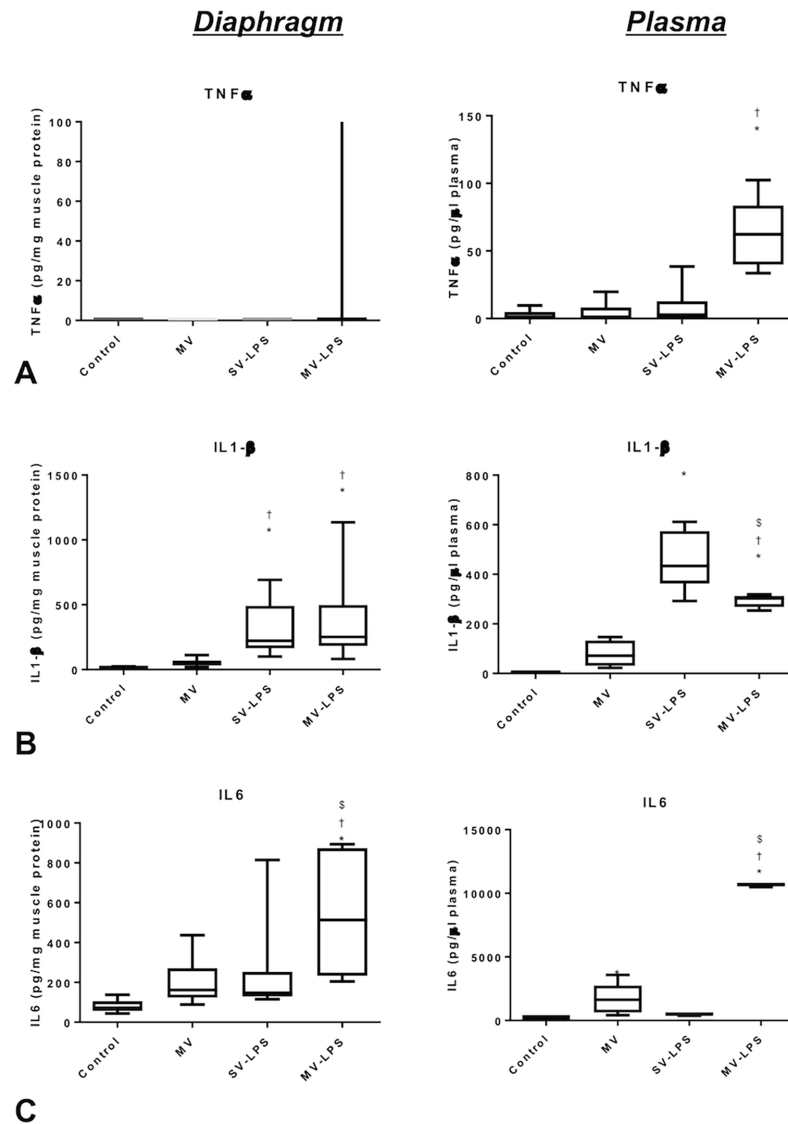 Diaphragm
Plasma
TNFα
TNFα (pg/mg muscle protein)
100
80
60
40
20
0
Control
MV
SV-LPS
MV-LPS
A
TNFα
TNFα (pg/μl plasma)
150
100
50
0
†
*
Control
MV
SV-LPS
MV-LPS
IL1-β
IL1-β (pg/mg muscle protein)
1500
1000
500
0
†
*
†
*
Control
MV
SV-LPS
MV-LPS
B
IL1-β
IL1-β (pg/μl plasma)
800
600
400
200
0
*
$
†
*
Control
MV
SV-LPS
MV-LPS
IL6
IL6 (pg/mg muscle protein)
1000
800
600
400
200
0
$
†
*
Control
MV
SV-LPS
MV-LPS
C
IL6
IL6 (pg/μl plasma)
15000
10000
5000
0
*
$
†
*
Control
MV
SV-LPS
MV-LPS